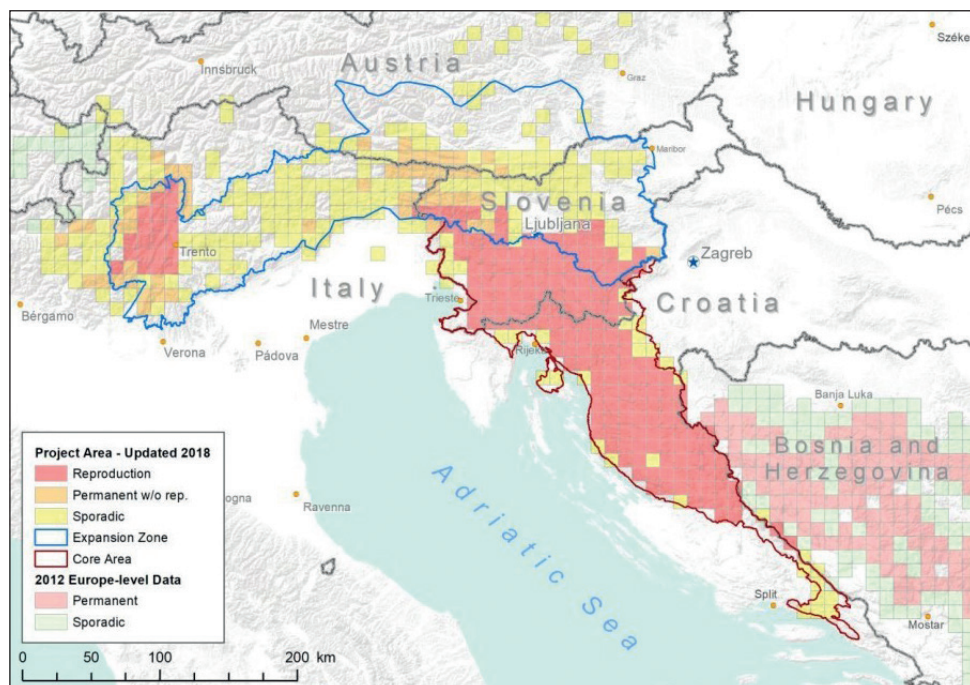 Széke
Innsbruck
Austria
Graz
Hungary
Maribor
Slovenia
Ljubljana
Pécs
Trento
Zagreb
Italy
Croatia
Trieste
Bérgamo
Mestre
Verona
Pádova
Rijeka
Banja Luka
Bosnia and
Herzegovina
Project Area - Updated 2018
Reproduction
Permanent w/o rep.
Sporadic
Expansion Zone
Core Area
2012 Europe-level Data
Permanent
Sporadic
ogna
Ravenna
Adriatic Sea
Split
Mostar
0 50 100 200 km